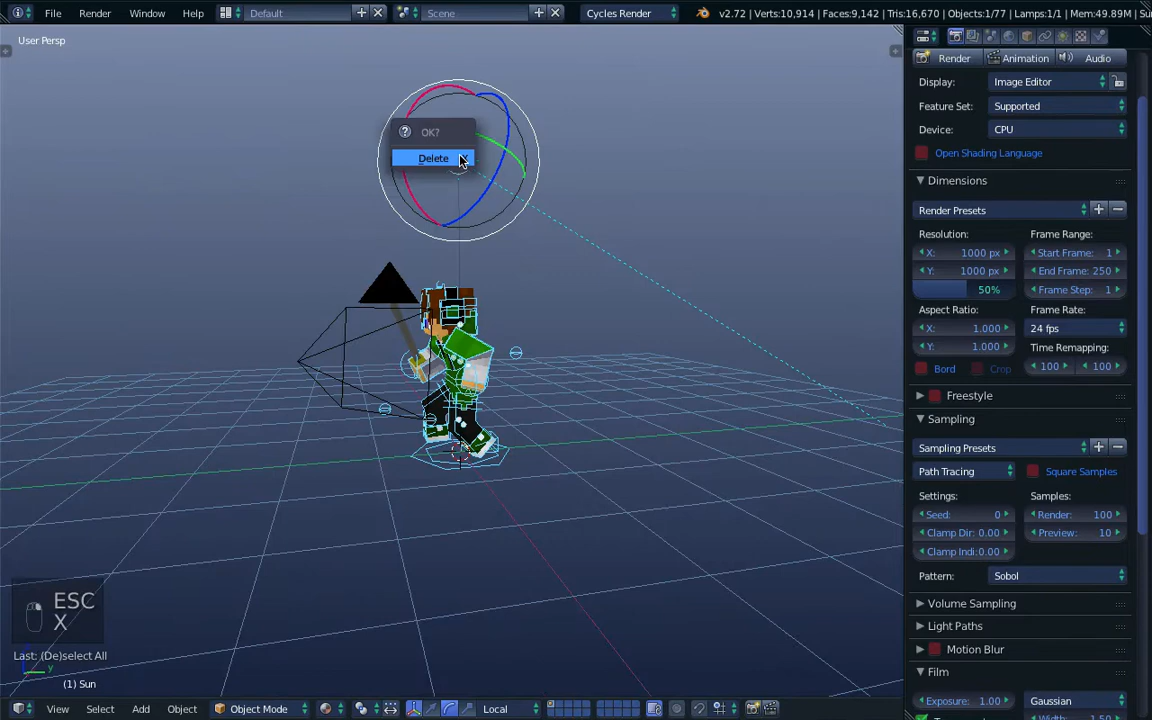 File Render Window Help Default Scene Cycles Render v2.72 | Verts:10,914 | Faces:9,142 | Tris:16,670 | Objects:1/77 | Lamps:1/1 | Mem:49.89M |
User Persp
Render Animation Audio
Display: Image Editor
Feature Set: Supported
Device: CPU
Open Shading Language
Dimensions
Render Presets
Resolution: Frame Range:
X: 1000 px Start Frame: 1
Y: 1000 px End Frame: 250
50% Frame Step: 1
Aspect Ratio: Frame Rate:
X: 1.000 24 fps
Y: 1.000 Time Remapping:
Bord Crop 100 100
Freestyle
Sampling
Sampling Presets
Path Tracing Square Samples
Settings: Samples:
Seed: 0 Render: 100
Clamp Dir: 0.00 Preview: 10
Clamp Indi:0.00
Pattern: Sobol
Volume Sampling
Light Paths
Motion Blur
Film
Exposure: 1.00 Gaussian
OK?
Delete X
ESC
X
Last: (De)select All
y
(1) Sun
View Select Add Object Object Mode Local